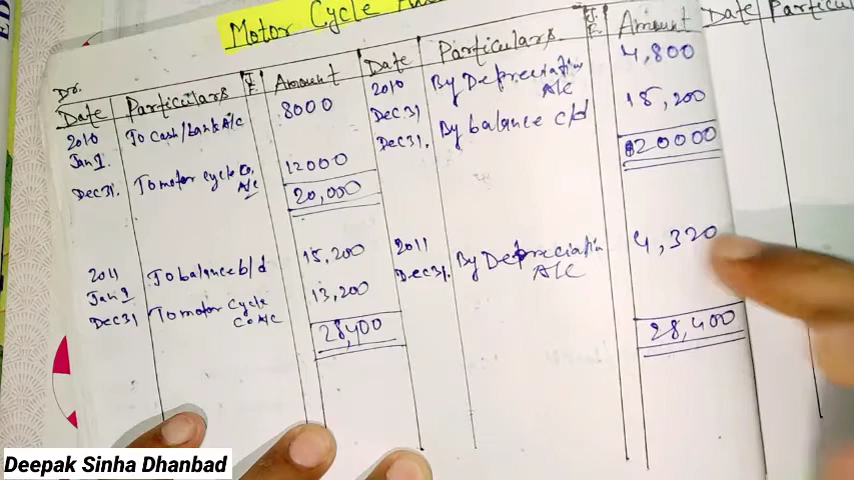 Motor Cycle
Dr.
Date Particulars J.F. Amount Date Particulars J.F. Amount Date Particul
2010 To Cash/bank A/c 8000 2010 By Depreciation A/c 4,800
Jan 1
Dec 31. To motor cycle Co. A/c 12000 Dec 31 Dec 31. By balance c/d 15,200
20,000 20000
2011 To balance b/d 15,200 2011 By Depreciation A/c 4,320
Jan 1
Dec 31 To motor Cycle Co A/c 13,200 Dec 31.
28,400 28,400
Deepak Sinha Dhanbad